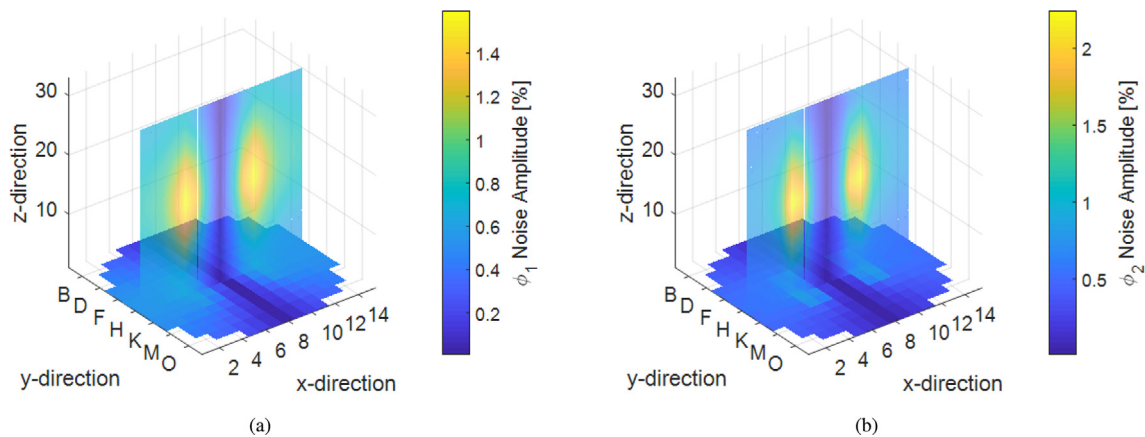 30
20
10
z-direction
B D F H K M O
y-direction
2 4 6 8 10 12 14
x-direction
1.4
1.2
1
0.8
0.6
0.4
0.2
ϕ1 Noise Amplitude [%]
(a)
30
20
10
z-direction
B D F H K M O
y-direction
2 4 6 8 10 12 14
x-direction
2
1.5
1
0.5
ϕ2 Noise Amplitude [%]
(b)